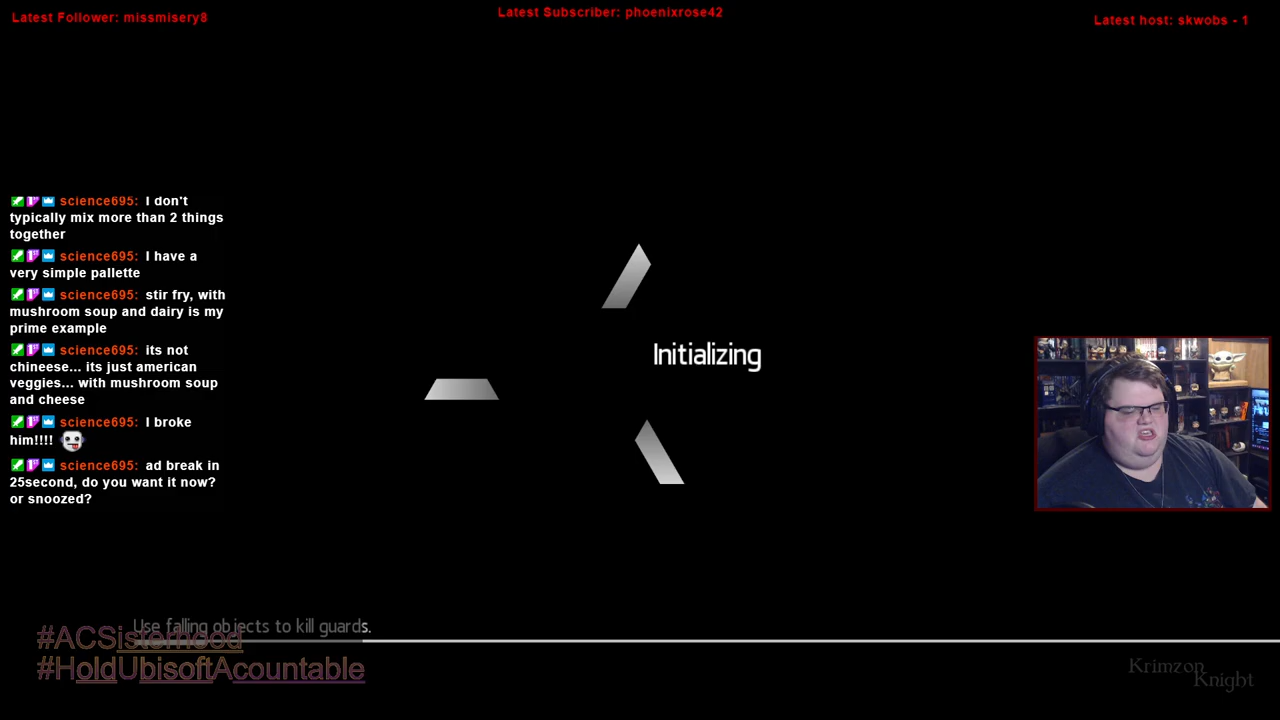 Latest Follower: missmisery8
Latest Subscriber: phoenixrose42
Latest host: skwobs - 1
science695: I don't
typically mix more than 2 things
together
science695: I have a
very simple pallette
science695: stir fry, with
mushroom soup and dairy is my
prime example
science695: its not
chineese... its just american
veggies... with mushroom soup
and cheese
science695: I broke
him!!!!
science695: ad break in
25second, do you want it now?
or snoozed?
Initializing
Use falling objects to kill guards.
#ACSisterhood
#HoldUbisoftAcountable
Krimzon
Knight